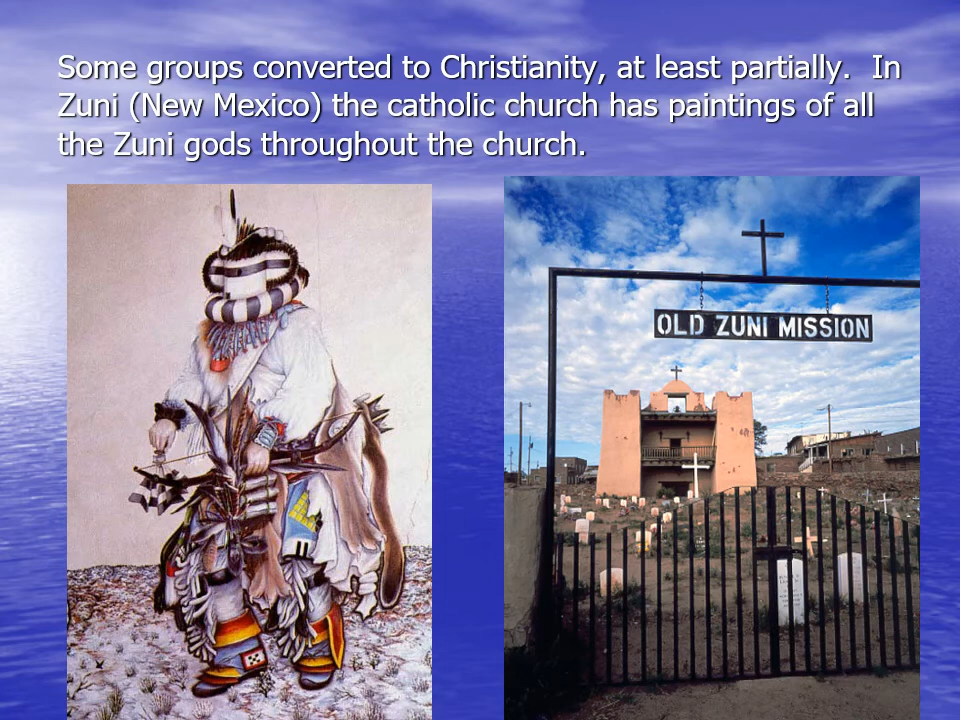 Some groups converted to Christianity, at least partially.  In
Zuni (New Mexico) the catholic church has paintings of all
the Zuni gods throughout the church.
OLD ZUNI MISSION